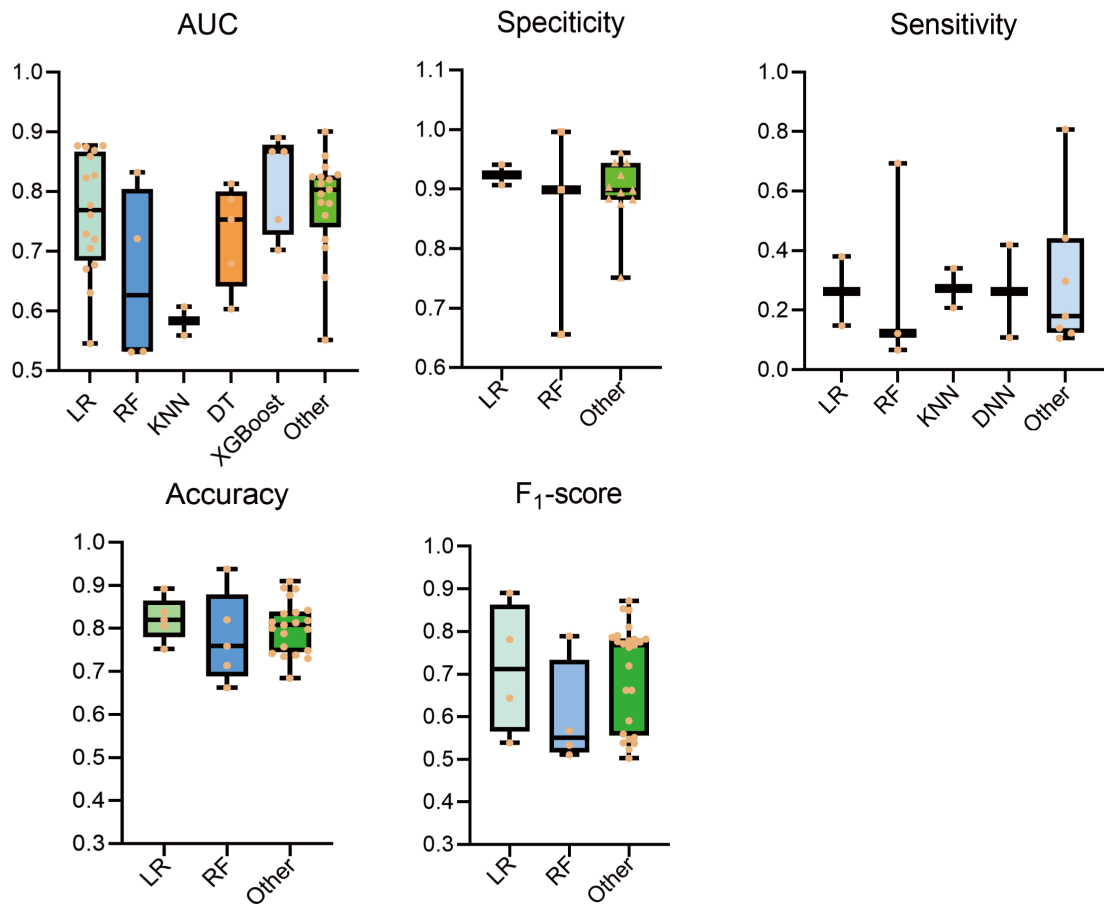 AUC
1.0
0.9
0.8
0.7
0.6
0.5
LR
RF
KNN
DT
XGBoost
Other
Speciticity
1.1
1.0
0.9
0.8
0.7
0.6
LR
RF
Other
Sensitivity
1.0
0.8
0.6
0.4
0.2
0.0
LR
RF
KNN
DNN
Other
Accuracy
1.0
0.9
0.8
0.7
0.6
0.5
0.4
0.3
LR
RF
Other
F₁-score
1.0
0.9
0.8
0.7
0.6
0.5
0.4
0.3
LR
RF
Other